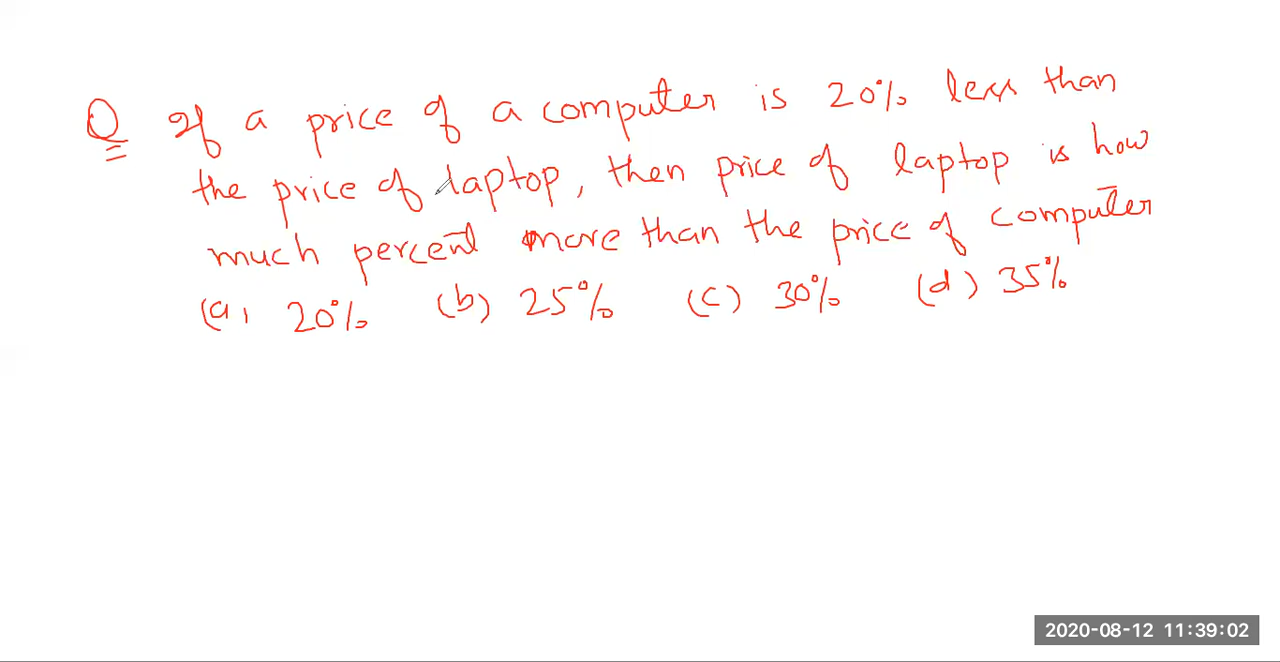 Q If a price of a computer is 20% less than
the price of laptop, then price of laptop is how
much percent more than the price of computer
(a) 20% (b) 25% (c) 30% (d) 35%
2020-08-12 11:39:02